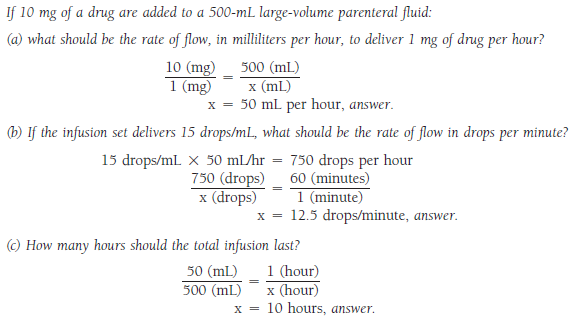 If 10 mg of a drug are added to a 500-mL large-volume parenteral fluid:
(a) what should be the rate of flow, in milliliters per hour, to deliver 1 mg of drug per hour?
10 (mg) / 1 (mg) = 500 (mL) / x (mL)
x = 50 mL per hour, answer.
(b) If the infusion set delivers 15 drops/mL, what should be the rate of flow in drops per minute?
15 drops/mL × 50 mL/hr = 750 drops per hour
750 (drops) / x (drops) = 60 (minutes) / 1 (minute)
x = 12.5 drops/minute, answer.
(c) How many hours should the total infusion last?
50 (mL) / 500 (mL) = 1 (hour) / x (hour)
x = 10 hours, answer.